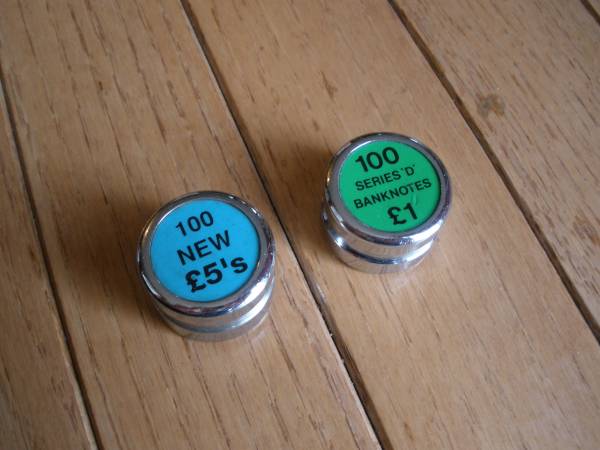 100
NEW
£5's
100
SERIES "D"
BANKNOTES
£1